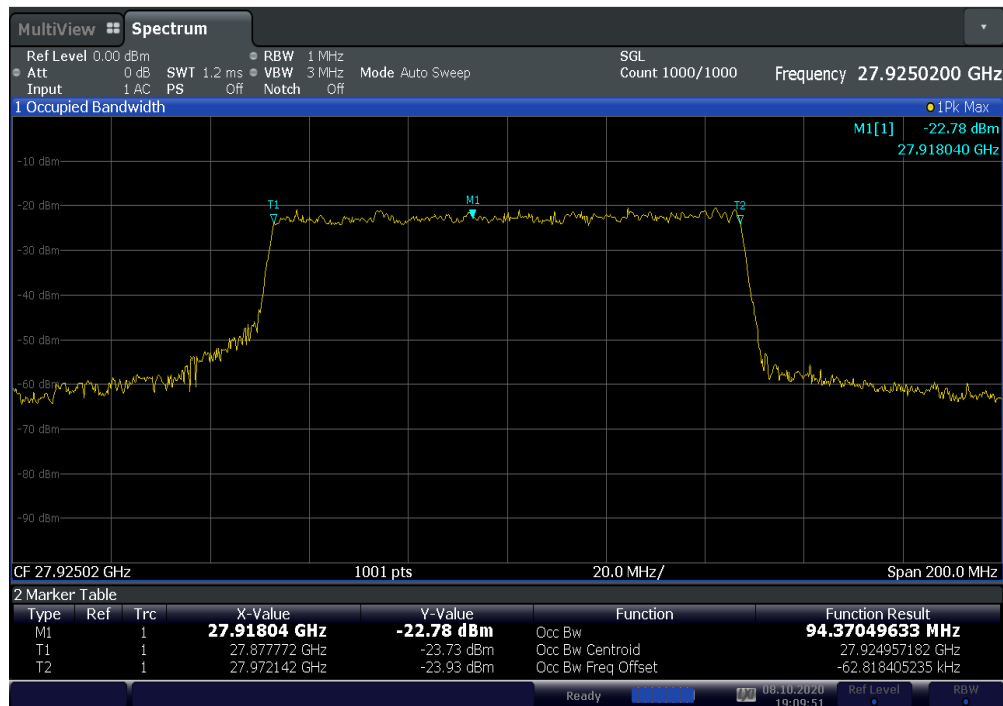 MultiView Spectrum
Ref Level 0.00 dBm RBW 1 MHz SGL
Att 0 dB SWT 1.2 ms VBW 3 MHz Mode Auto Sweep Count 1000/1000 Frequency 27.9250200 GHz
Input 1 AC PS Off Notch Off
1 Occupied Bandwidth 1Pk Max
M1[1] -22.78 dBm
27.918040 GHz
-10 dBm
T1 M1 T2
-20 dBm
-30 dBm
-40 dBm
-50 dBm
-60 dBm
-70 dBm
-80 dBm
-90 dBm
CF 27.92502 GHz 1001 pts 20.0 MHz/ Span 200.0 MHz
2 Marker Table
Type Ref Trc X-Value Y-Value Function Function Result
M1 1 27.91804 GHz -22.78 dBm Occ Bw 94.37049633 MHz
T1 1 27.877772 GHz -23.73 dBm Occ Bw Centroid 27.924957182 GHz
T2 1 27.972142 GHz -23.93 dBm Occ Bw Freq Offset -62.818405235 kHz
Ready 08.10.2020 Ref Level RBW
19:09:51